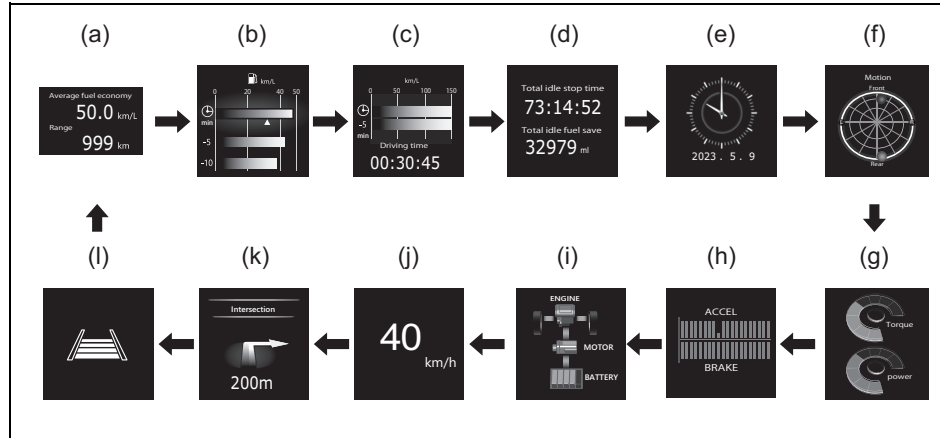 (a)
(b)
(c)
(d)
(e)
(f)
Average fuel economy
50.0 km/L
Range
999 km
km/L
0 20 40 50
min
-5
-10
km/L
0 50 100 150
-5
min
Driving time
00:30:45
Total idle stop time
73:14:52
Total idle fuel save
32979 ml
2023 . 5 . 9
Motion
Front
Rear
(l)
(k)
(j)
(i)
(h)
(g)
Intersection
200m
40
km/h
ENGINE
MOTOR
BATTERY
ACCEL
BRAKE
Torque
power